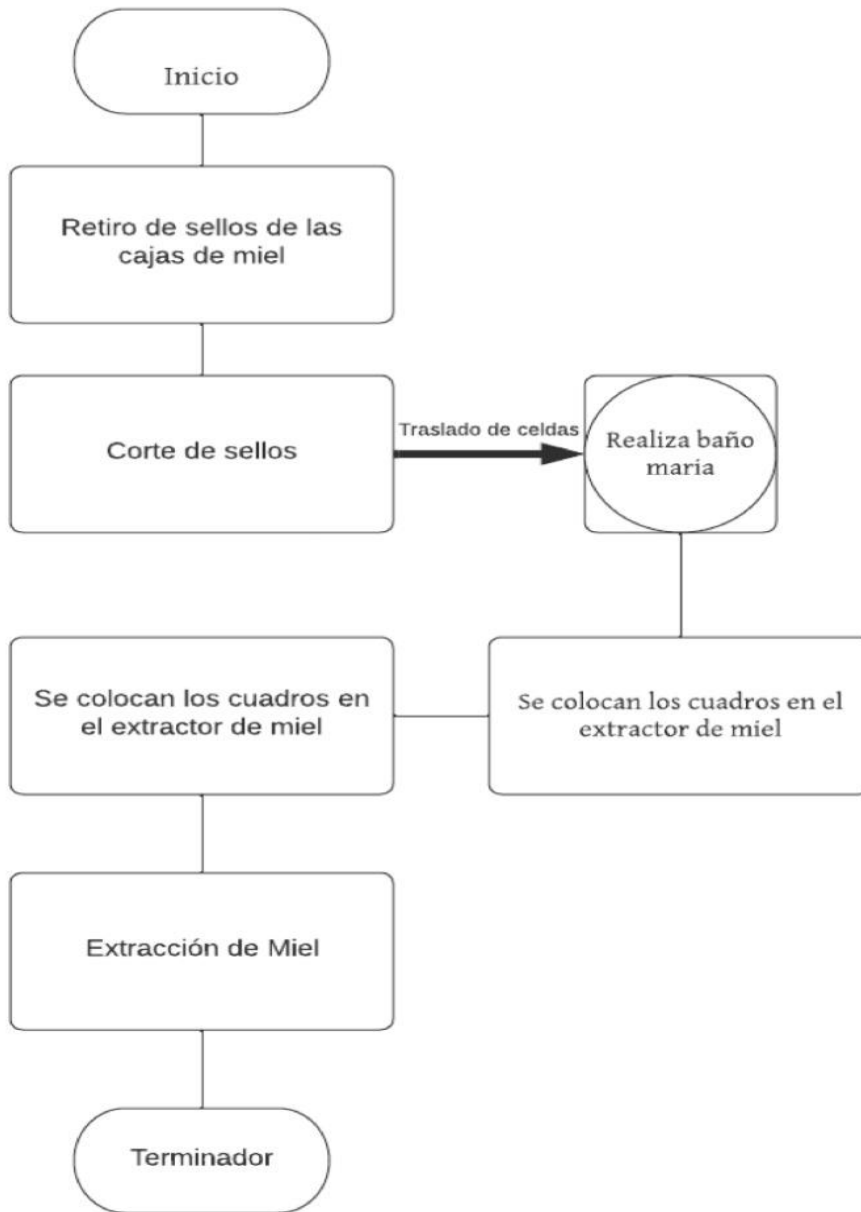 Inicio
Retiro de sellos de las
cajas de miel
Corte de sellos
Traslado de celdas
Realiza baño
maria
Se colocan los cuadros en el
extractor de miel
Se colocan los cuadros en
el extractor de miel
Extracción de Miel
Terminador